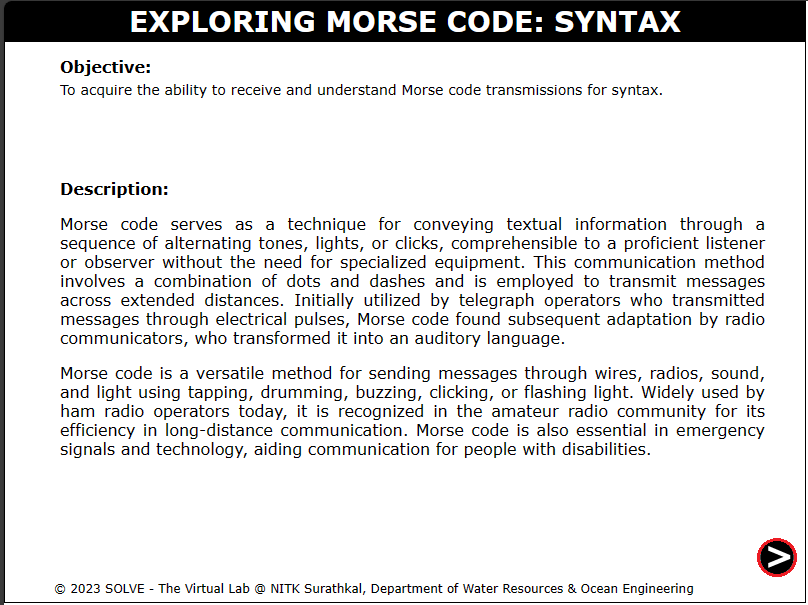 EXPLORING MORSE CODE: SYNTAX
Objective:
To acquire the ability to receive and understand Morse code transmissions for syntax.
Description:
Morse code serves as a technique for conveying textual information through a
sequence of alternating tones, lights, or clicks, comprehensible to a proficient listener
or observer without the need for specialized equipment. This communication method
involves a combination of dots and dashes and is employed to transmit messages
across extended distances. Initially utilized by telegraph operators who transmitted
messages through electrical pulses, Morse code found subsequent adaptation by radio
communicators, who transformed it into an auditory language.
Morse code is a versatile method for sending messages through wires, radios, sound,
and light using tapping, drumming, buzzing, clicking, or flashing light. Widely used by
ham radio operators today, it is recognized in the amateur radio community for its
efficiency in long-distance communication. Morse code is also essential in emergency
signals and technology, aiding communication for people with disabilities.
>
© 2023 SOLVE - The Virtual Lab @ NITK Surathkal, Department of Water Resources & Ocean Engineering